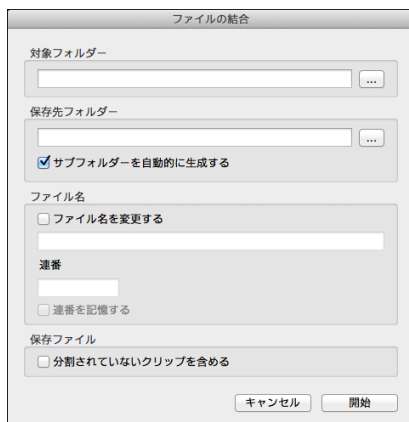 ファイルの結合
対象フォルダー
...
保存先フォルダー
...
サブフォルダーを自動的に生成する
ファイル名
ファイル名を変更する
連番
連番を記憶する
保存ファイル
分割されていないクリップを含める
キャンセル 開始